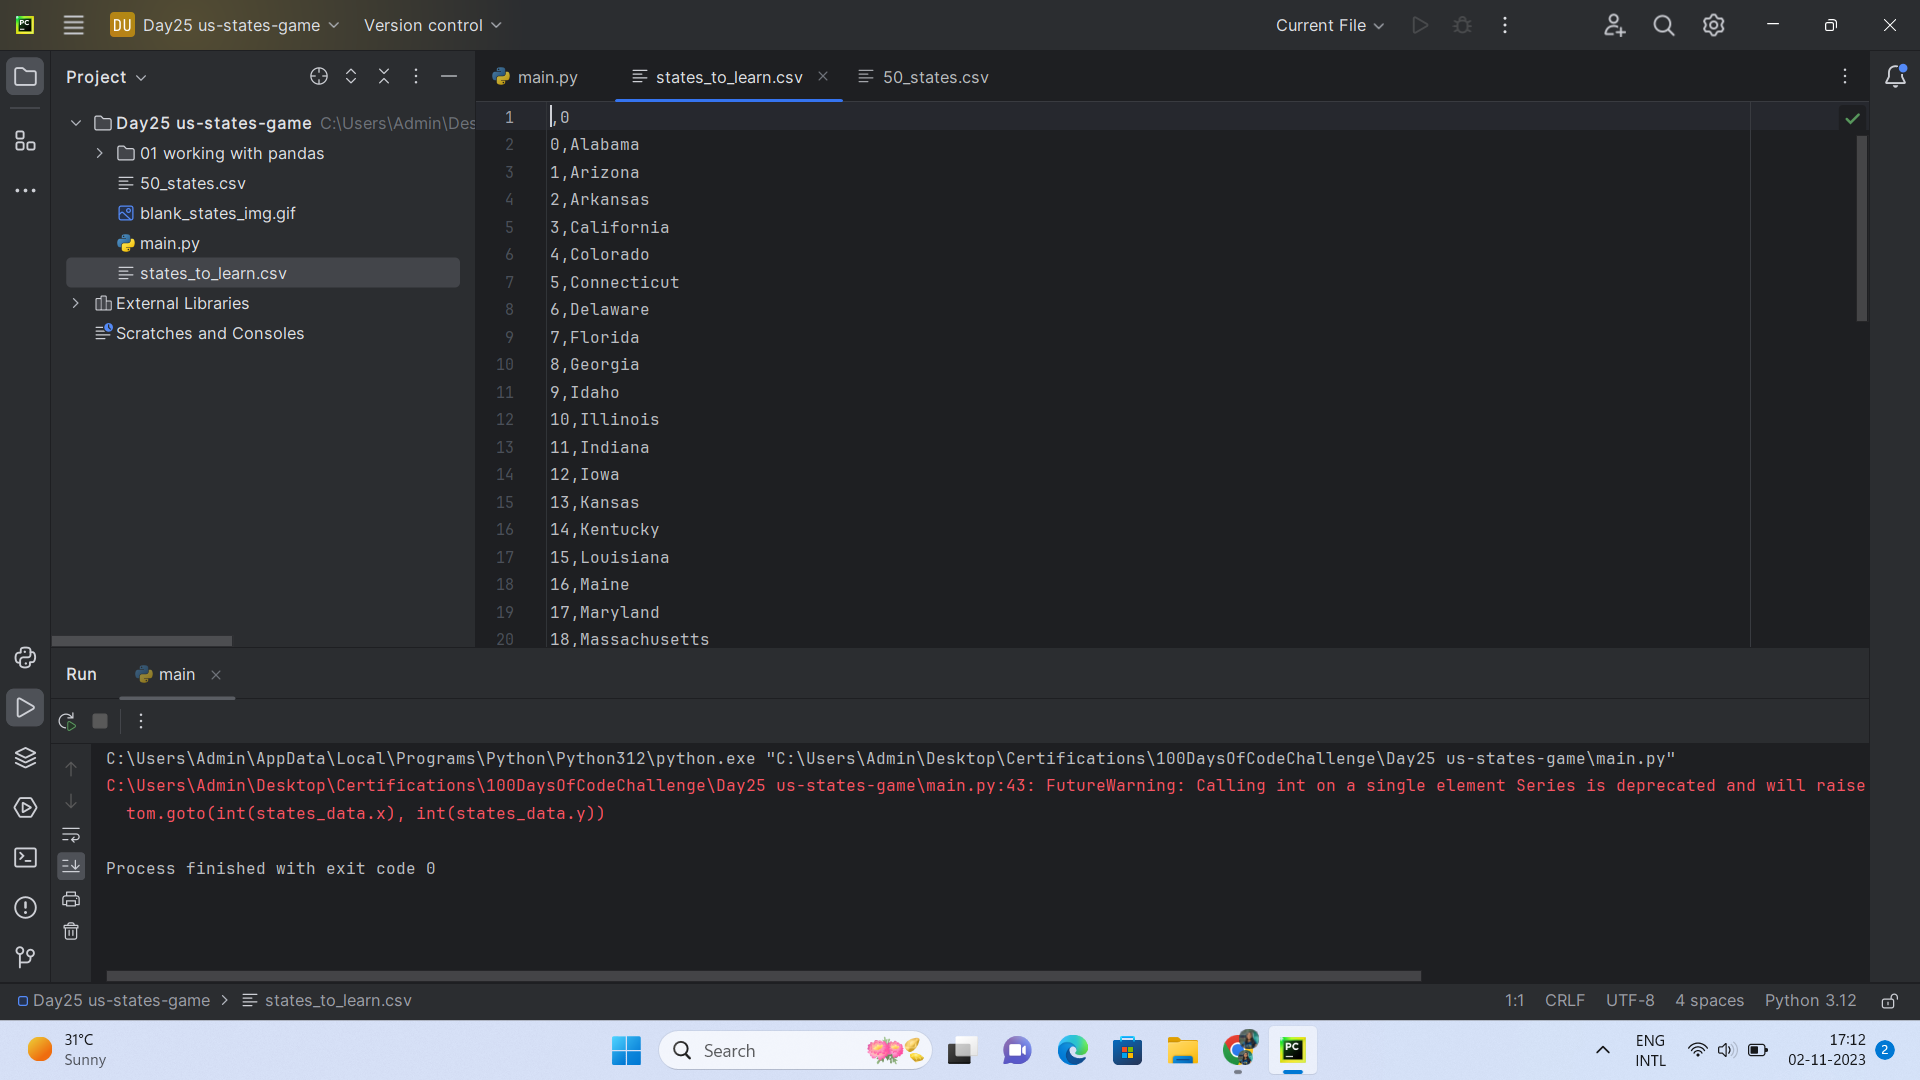 PC
DU Day25 us-states-game Version control Current File
Project
main.py states_to_learn.csv 50_states.csv
Day25 us-states-game C:\Users\Admin\Des
01 working with pandas
50_states.csv
blank_states_img.gif
main.py
states_to_learn.csv
External Libraries
Scratches and Consoles
1 ,0
2 0,Alabama
3 1,Arizona
4 2,Arkansas
5 3,California
6 4,Colorado
7 5,Connecticut
8 6,Delaware
9 7,Florida
10 8,Georgia
11 9,Idaho
12 10,Illinois
13 11,Indiana
14 12,Iowa
15 13,Kansas
16 14,Kentucky
17 15,Louisiana
18 16,Maine
19 17,Maryland
20 18,Massachusetts
Run main
C:\Users\Admin\AppData\Local\Programs\Python\Python312\python.exe "C:\Users\Admin\Desktop\Certifications\100DaysOfCodeChallenge\Day25 us-states-game\main.py"
C:\Users\Admin\Desktop\Certifications\100DaysOfCodeChallenge\Day25 us-states-game\main.py:43: FutureWarning: Calling int on a single element Series is deprecated and will raise
tom.goto(int(states_data.x), int(states_data.y))
Process finished with exit code 0
Day25 us-states-game > states_to_learn.csv 1:1 CRLF UTF-8 4 spaces Python 3.12
31°C
Sunny
Search
PC
ENG
INTL
17:12
02-11-2023
2